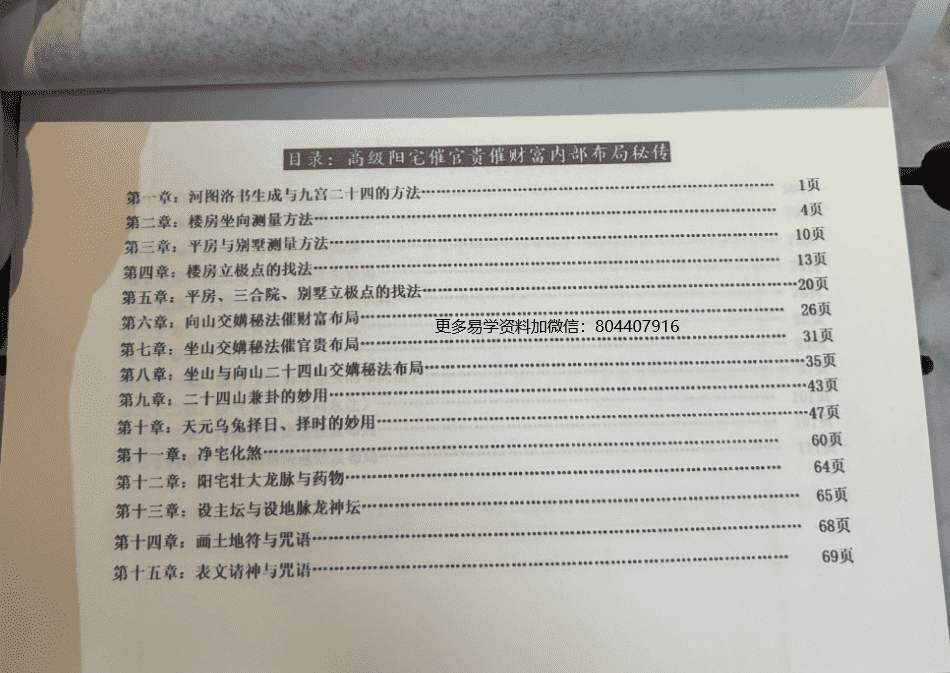 目录：高级阳宅催官贵催财富内部布局秘传
第一章：河图洛书生成与九宫二十四的方法…………1页
第二章：楼房坐向测量方法…………4页
第三章：平房与别墅测量方法…………10页
第四章：楼房立极点的找法…………13页
第五章：平房、三合院、别墅立极点的找法…………20页
第六章：向山交媾秘法催财富布局…………26页
更多易学资料加微信：804407916
第七章：坐山交媾秘法催官贵布局…………31页
第八章：坐山与向山二十四山交媾秘法布局…………35页
第九章：二十四山兼卦的妙用…………43页
第十章：天元乌兔择日、择时的妙用…………47页
第十一章：净宅化煞…………60页
第十二章：阳宅壮大龙脉与药物…………64页
第十三章：设主坛与设地脉龙神坛…………65页
第十四章：画土地符与咒语…………68页
第十五章：表文请神与咒语…………69页